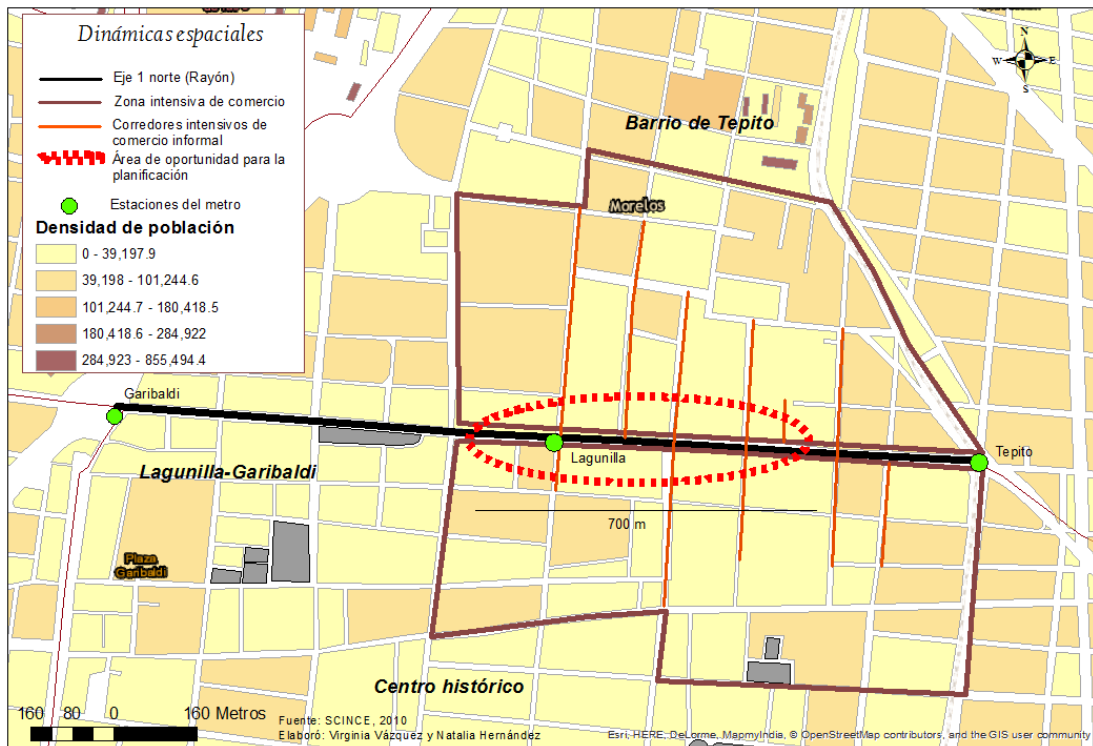 Dinámicas espaciales
Eje 1 norte (Rayón)
Zona intensiva de comercio
Corredores intensivos de
comercio informal
Área de oportunidad para la
planificación
Estaciones del metro
Densidad de población
0 - 39,197.9
39,198 - 101,244.6
101,244.7 - 180,418.5
180,418.6 - 284,922
284,923 - 855,494.4
N
W E
S
Barrio de Tepito
Morelos
Garibaldi
Lagunilla
Tepito
Lagunilla-Garibaldi
700 m
Plaza
Garibaldi
Centro histórico
160 80 0 160 Metros
Fuente: SCINCE, 2010
Elaboró: Virginia Vázquez y Natalia Hernández
Esri, HERE, DeLorme, MapmyIndia, © OpenStreetMap contributors, and the GIS user community